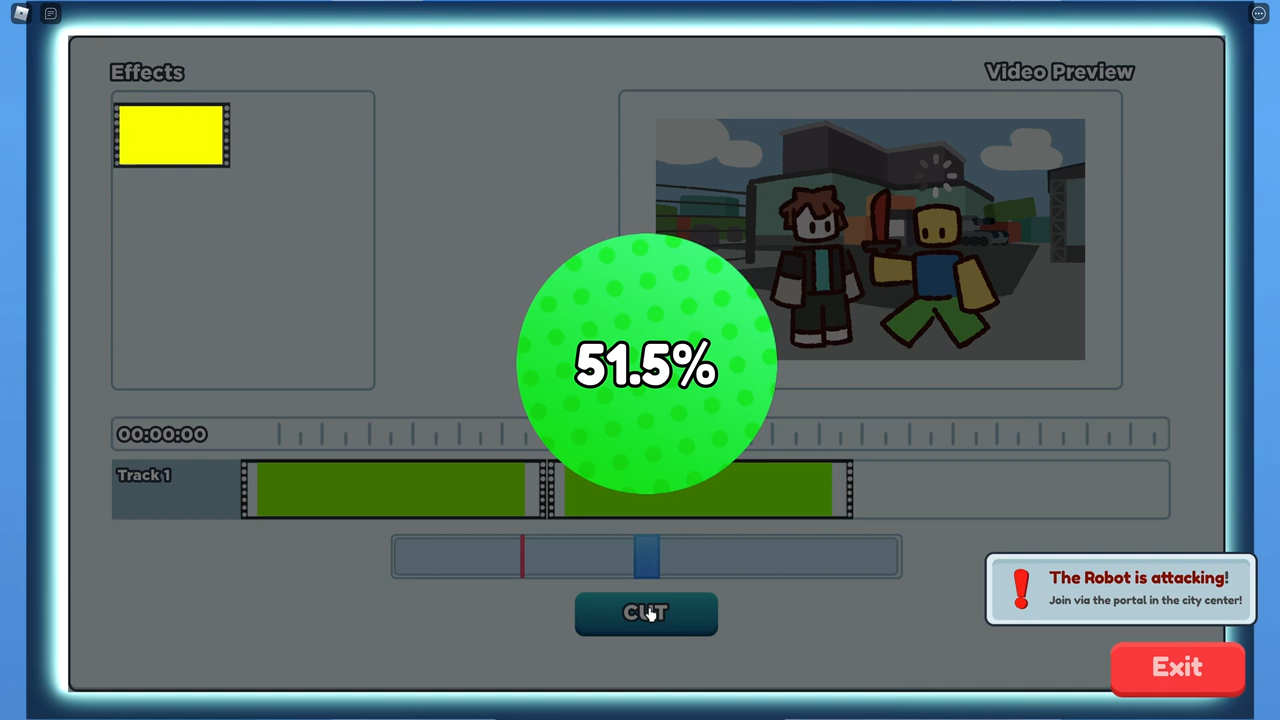 Effects
Video Preview
51.5%
00:00:00
Track 1
CUT
The Robot is attacking!
Join via the portal in the city center!
Exit